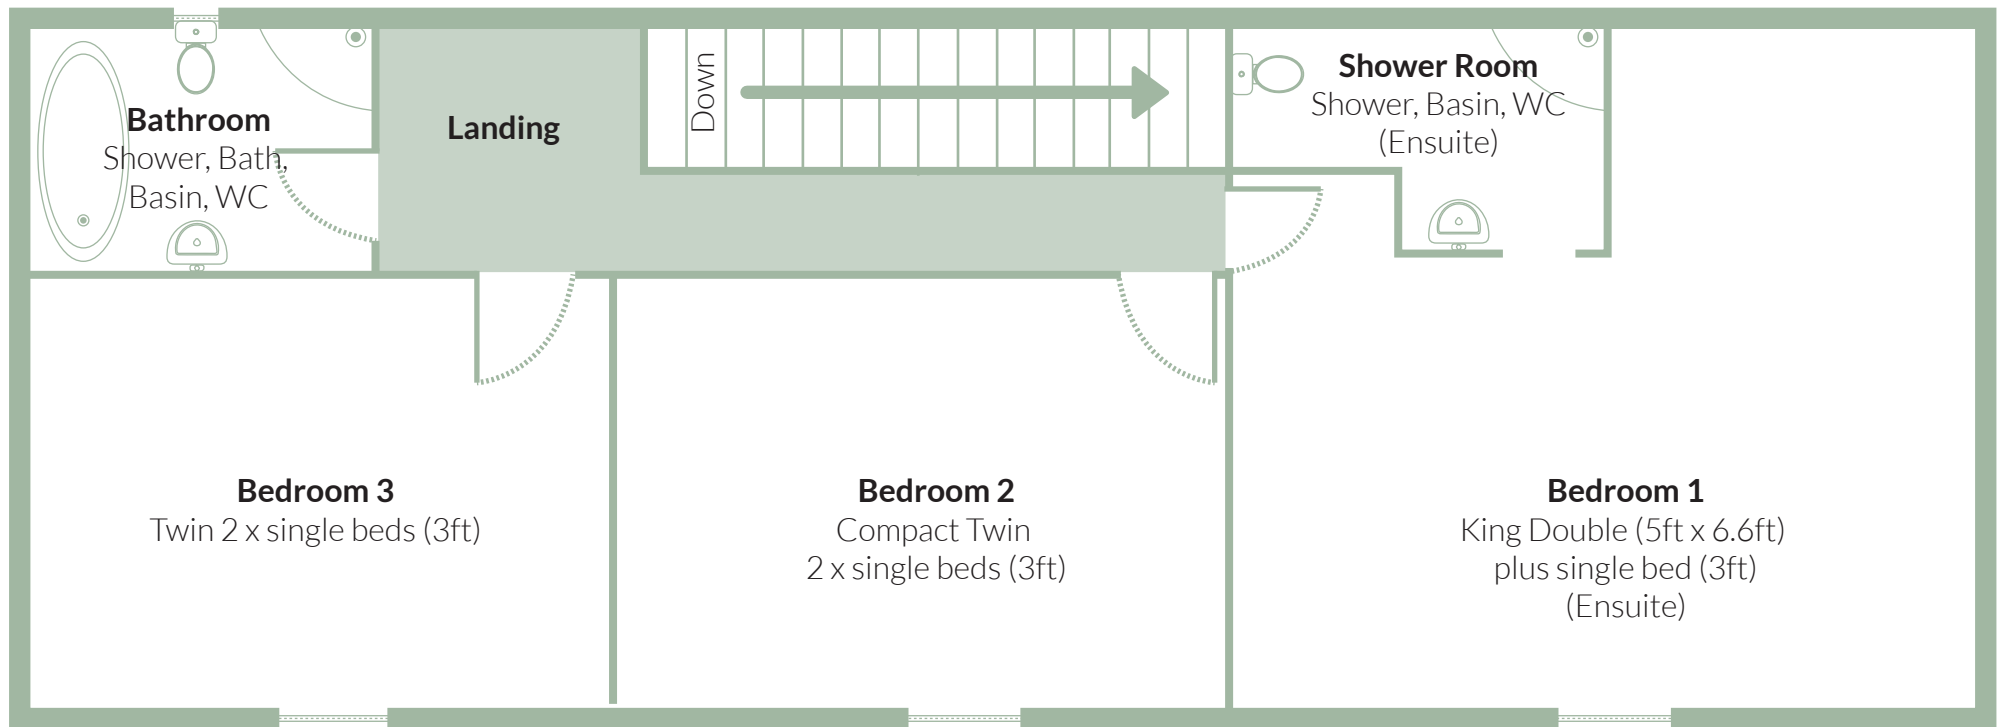 Bathroom
Shower, Bath,
Basin, WC
Landing
Down
Shower Room
Shower, Basin, WC
(Ensuite)
Bedroom 3
Twin 2 x single beds (3ft)
Bedroom 2
Compact Twin
2 x single beds (3ft)
Bedroom 1
King Double (5ft x 6.6ft)
plus single bed (3ft)
(Ensuite)